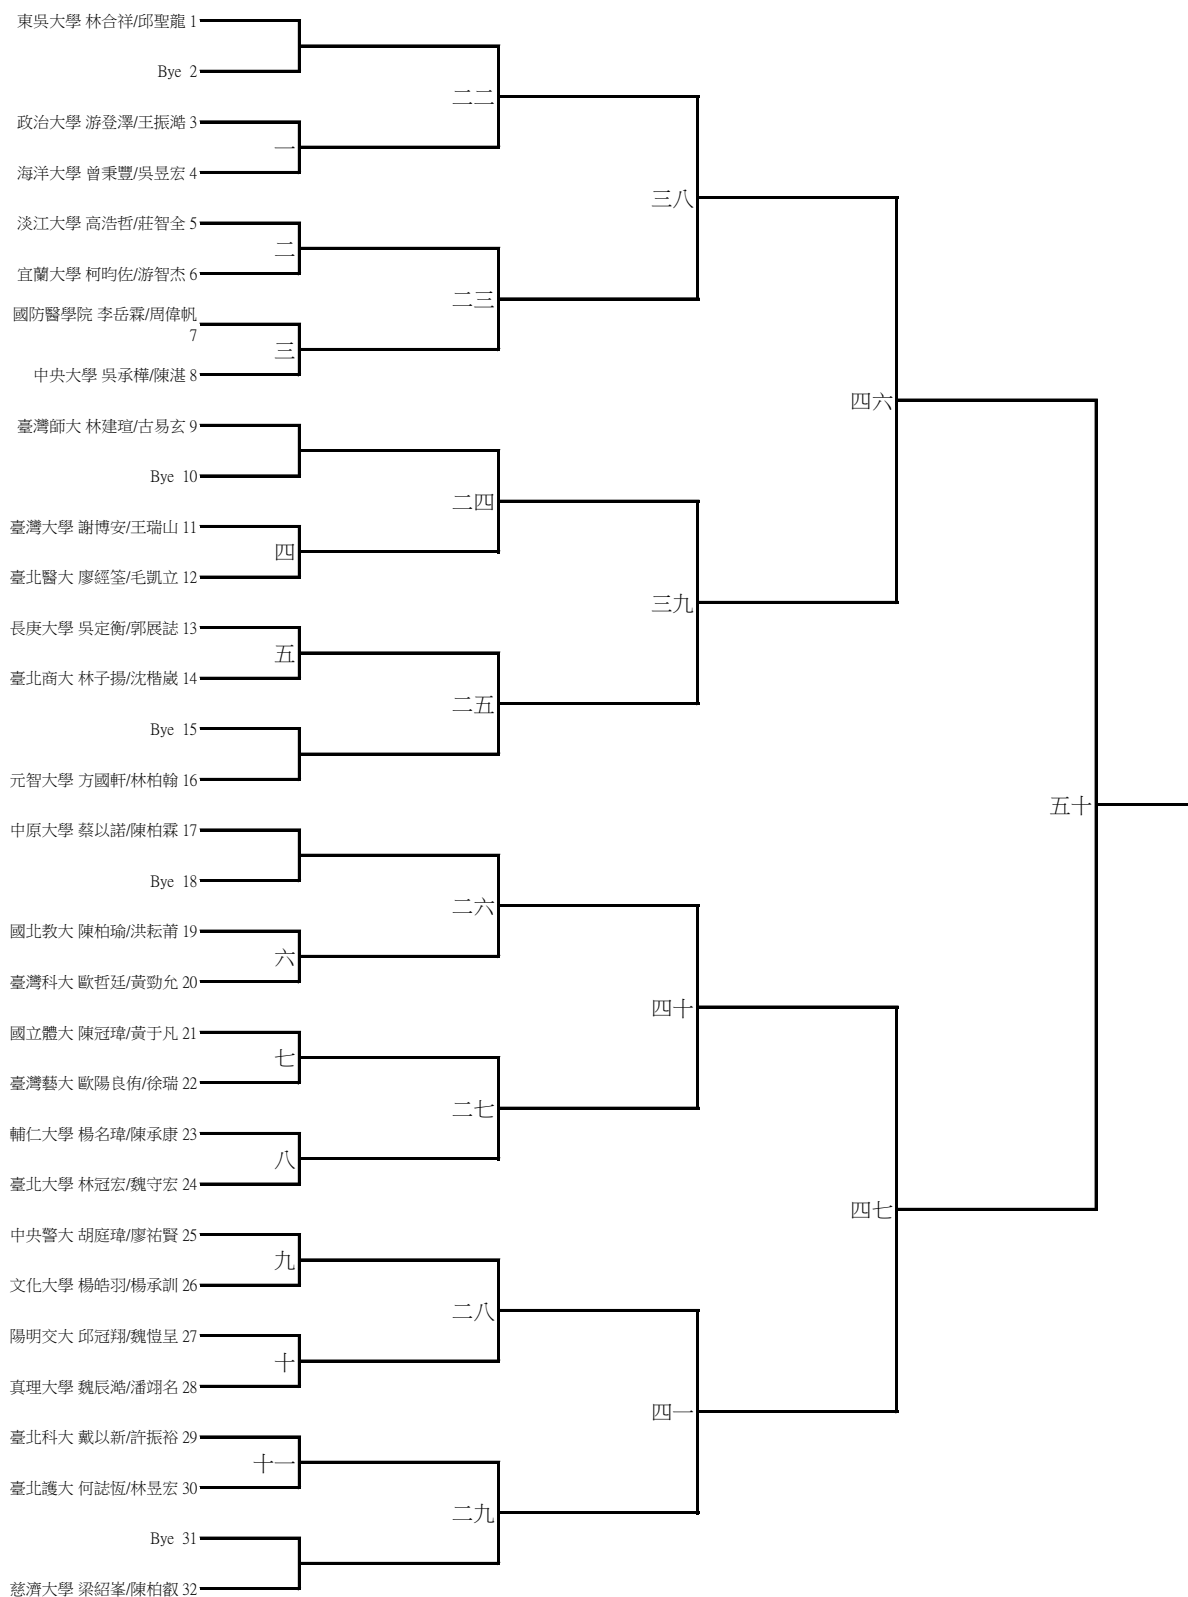 東吳大學 林合祥/邱聖龍 1
Bye 2
二二
政治大學 游登澤/王振澔 3
一
海洋大學 曾秉豐/吳昱宏 4
三八
淡江大學 高浩哲/莊智全 5
二
宜蘭大學 柯昀佐/游智杰 6
二三
國防醫學院 李岳霖/周偉帆
7
三
中央大學 吳承樺/陳湛 8
四六
臺灣師大 林建瑄/古易玄 9
Bye 10
二四
臺灣大學 謝博安/王瑞山 11
四
臺北醫大 廖經筌/毛凱立 12
三九
長庚大學 吳定衡/郭展誌 13
五
臺北商大 林子揚/沈楷崴 14
二五
Bye 15
元智大學 方國軒/林柏翰 16
五十
中原大學 蔡以諾/陳柏霖 17
Bye 18
二六
國北教大 陳柏瑜/洪耘莆 19
六
臺灣科大 歐哲廷/黃勁允 20
四十
國立體大 陳冠瑋/黃于凡 21
七
臺灣藝大 歐陽良侑/徐瑞 22
二七
輔仁大學 楊名瑋/陳承康 23
八
臺北大學 林冠宏/魏守宏 24
四七
中央警大 胡庭瑋/廖祐賢 25
九
文化大學 楊皓羽/楊承訓 26
二八
陽明交大 邱冠翔/魏愷呈 27
十
真理大學 魏辰澔/潘翊名 28
四一
臺北科大 戴以新/許振裕 29
十一
臺北護大 何誌恆/林昱宏 30
二九
Bye 31
慈濟大學 梁紹峯/陳柏叡 32